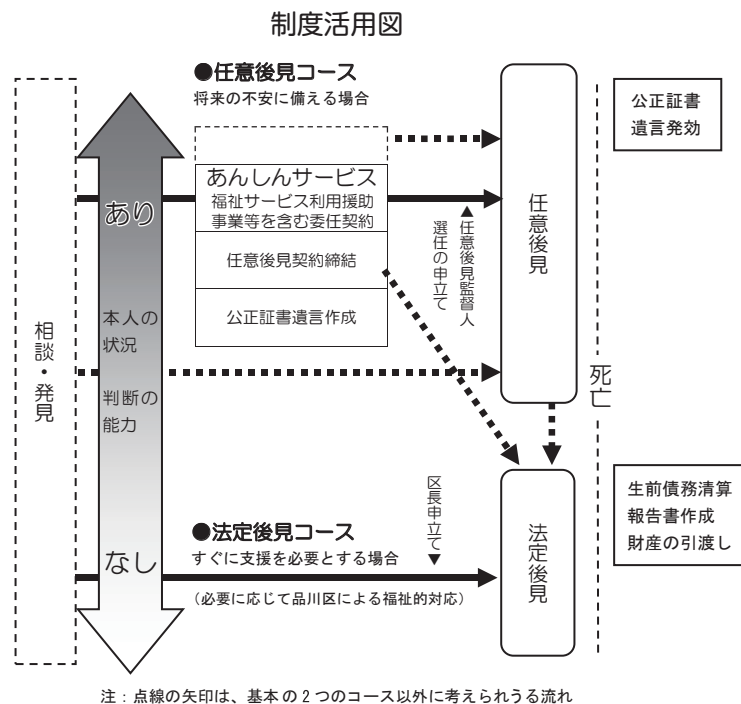 制度活用図
●任意後見コース
将来の不安に備える場合
公正証書
遺言発効
あんしんサービス
福祉サービス利用援助
事業等を含む委任契約
あり
任意後見契約締結
公正証書遺言作成
▲任意後見監督人
選任の申立て
任意後見
本人の
状況
判断の
能力
相談・発見
死亡
区長申立て▼
●法定後見コース
すぐに支援を必要とする場合
なし
(必要に応じて品川区による福祉的対応)
法定後見
生前債務清算
報告書作成
財産の引渡し
注:点線の矢印は、基本の2つのコース以外に考えられうる流れ